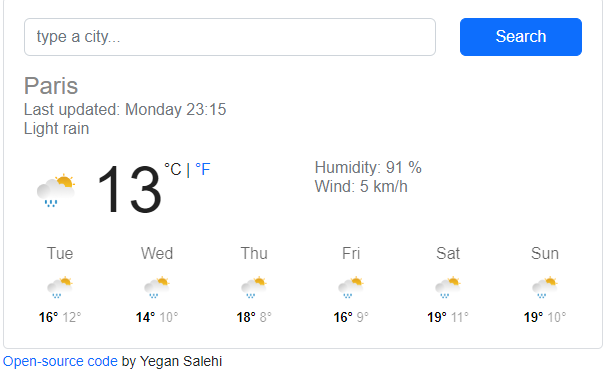 type a city...
Search
Paris
Last updated: Monday 23:15
Light rain
13 °C | °F
Humidity: 91 %
Wind: 5 km/h
Tue Wed Thu Fri Sat Sun
16° 12° 14° 10° 18° 8° 16° 9° 19° 11° 19° 10°
Open-source code by Yegan Salehi